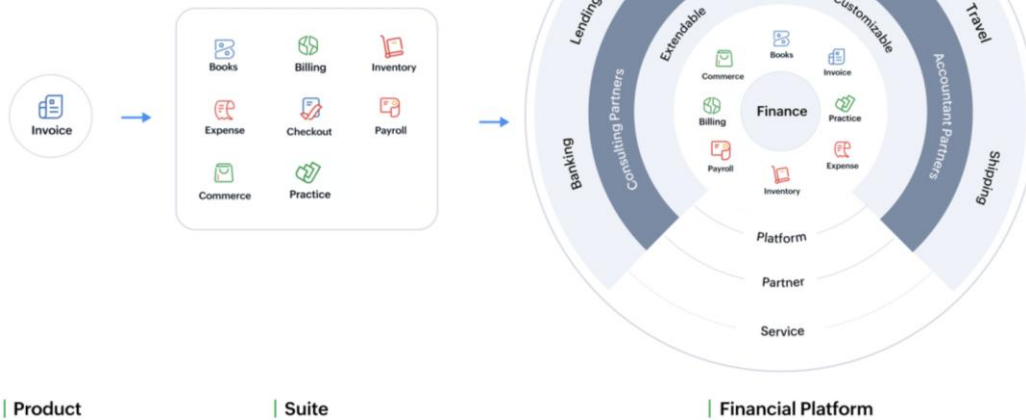 Invoice
Books
Billing
Inventory
Expense
Checkout
Payroll
Commerce
Practice
Lending
Banking
Consulting Partners
Extendable
Customizable
Accountant Partners
Travel
Shipping
Books
Invoice
Commerce
Finance
Billing
Practice
Payroll
Expense
Inventory
Platform
Partner
Service
Product
Suite
Financial Platform